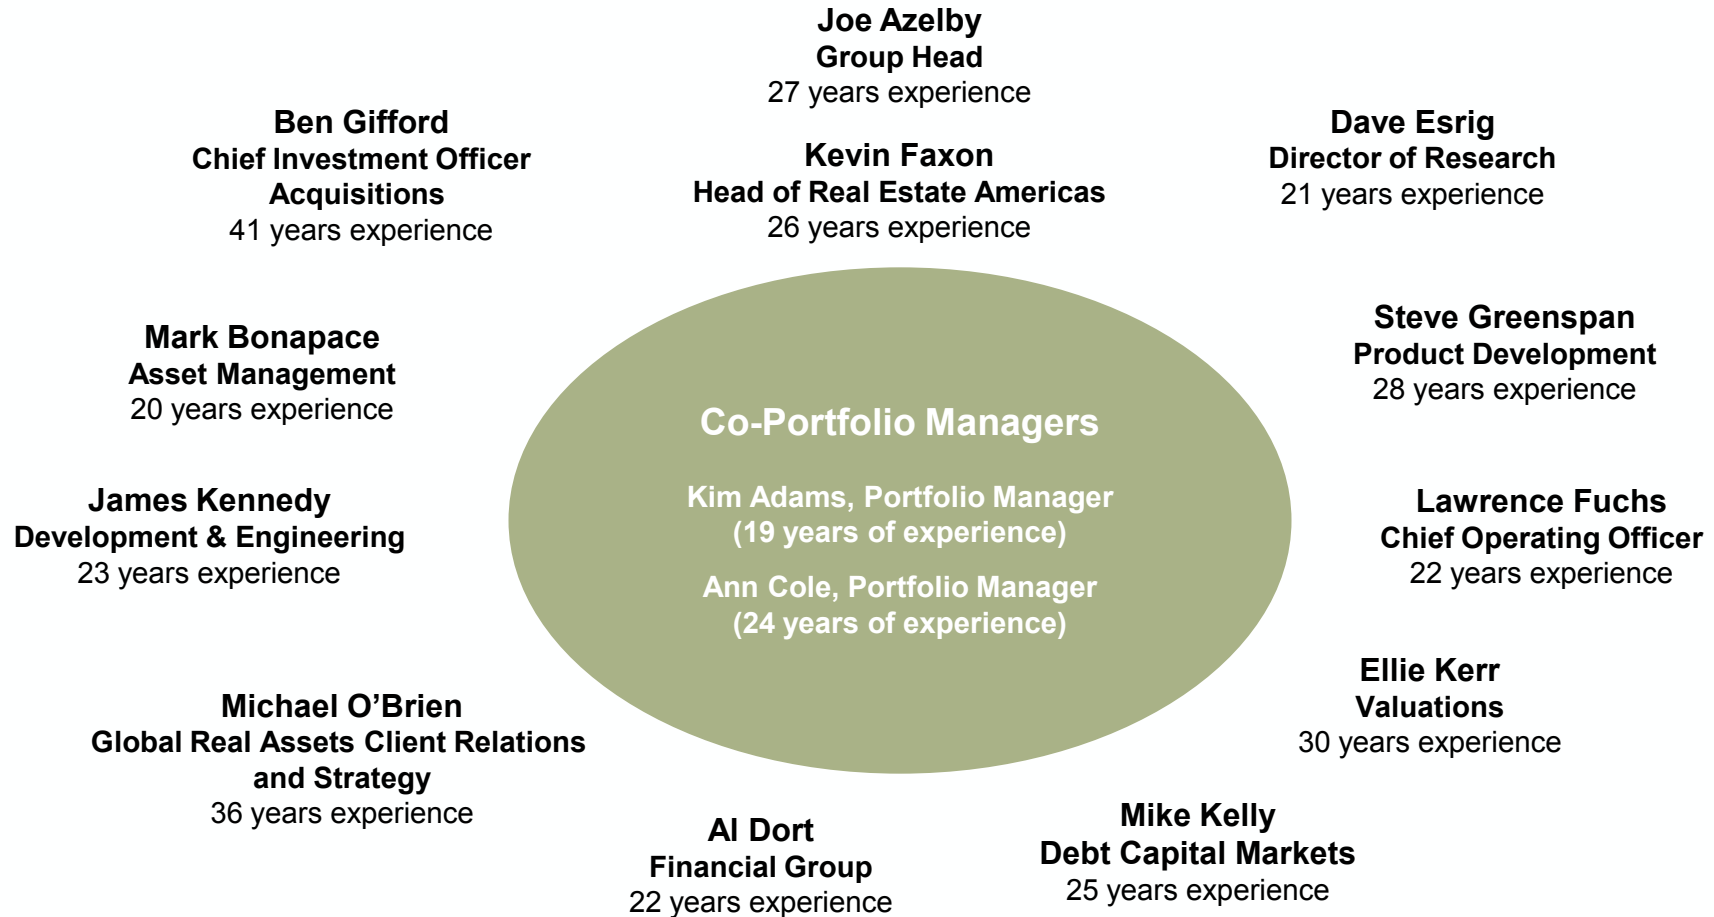 Joe Azelby
Group Head
27 years experience
Ben Gifford
Chief Investment Officer
Acquisitions
41 years experience
Kevin Faxon
Head of Real Estate Americas
26 years experience
Dave Esrig
Director of Research
21 years experience
Mark Bonapace
Asset Management
20 years experience
Steve Greenspan
Product Development
28 years experience
Co-Portfolio Managers
Kim Adams, Portfolio Manager
(19 years of experience)
Ann Cole, Portfolio Manager
(24 years of experience)
James Kennedy
Development & Engineering
23 years experience
Lawrence Fuchs
Chief Operating Officer
22 years experience
Michael O’Brien
Global Real Assets Client Relations
and Strategy
36 years experience
Ellie Kerr
Valuations
30 years experience
Al Dort
Financial Group
22 years experience
Mike Kelly
Debt Capital Markets
25 years experience